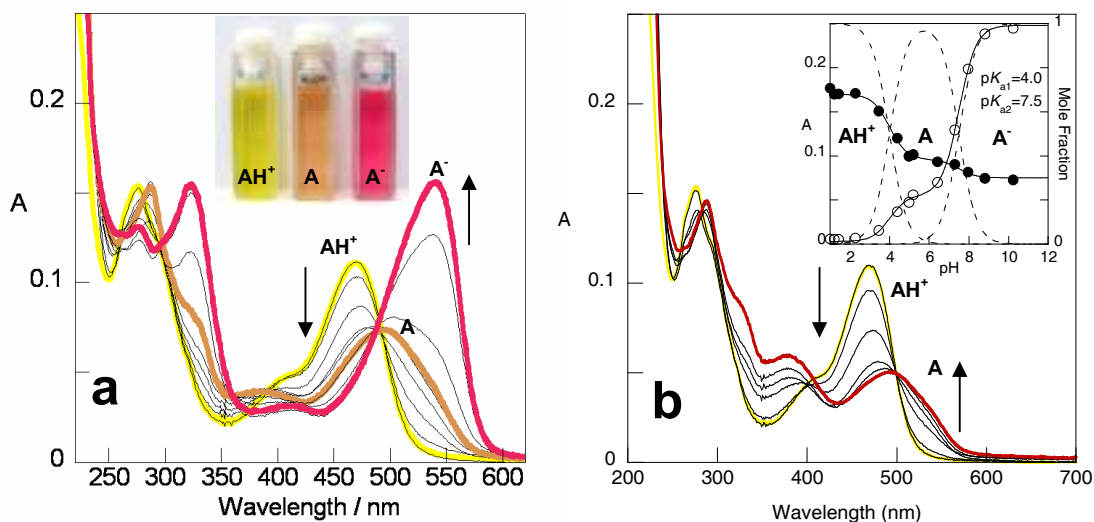 a
A
0.2
0.1
0
250 300 350 400 450 500 550 600
Wavelength / nm
AH⁺ A A⁻
AH⁺
A
A⁻
b
A
0.2
0.1
0
200 300 400 500 600 700
Wavelength (nm)
AH⁺
A
0.2
0.1
0
A
2 4 6 8 10 12
pH
1
0
Mole Fraction
pKa1=4.0
pKa2=7.5
AH⁺ A A⁻